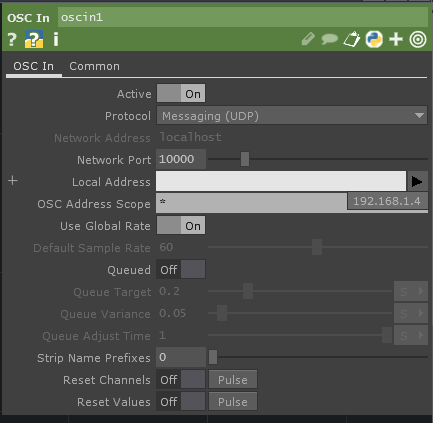 OSC In oscin1
? ? i
OSC In Common
Active On
Protocol Messaging (UDP)
Network Address localhost
Network Port 10000
+ Local Address
OSC Address Scope * 192.168.1.4
Use Global Rate On
Default Sample Rate 60
Queued Off
Queue Target 0.2 S
Queue Variance 0.05 S
Queue Adjust Time 1 S
Strip Name Prefixes 0
Reset Channels Off Pulse
Reset Values Off Pulse